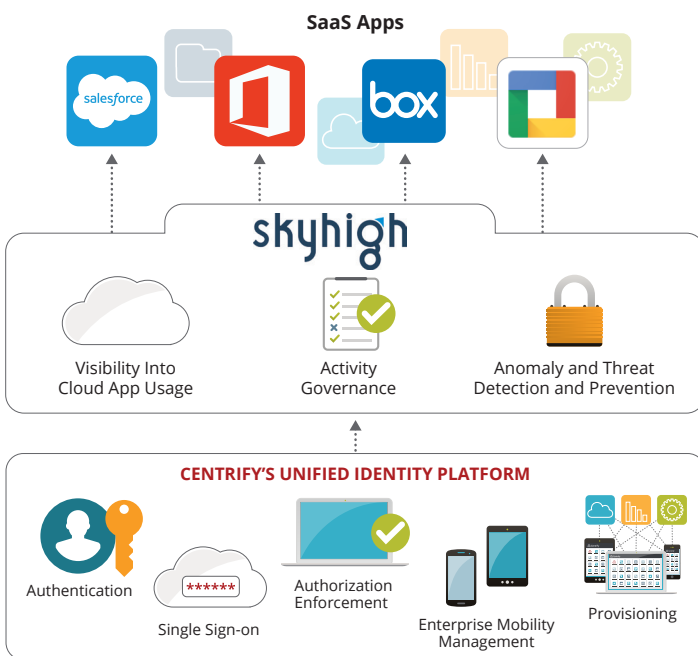 SaaS Apps
salesforce
box
skyhigh
Visibility Into
Cloud App Usage
Activity
Governance
Anomaly and Threat
Detection and Prevention
CENTRIFY'S UNIFIED IDENTITY PLATFORM
Authentication
******
Single Sign-on
Authorization
Enforcement
Enterprise Mobility
Management
Provisioning